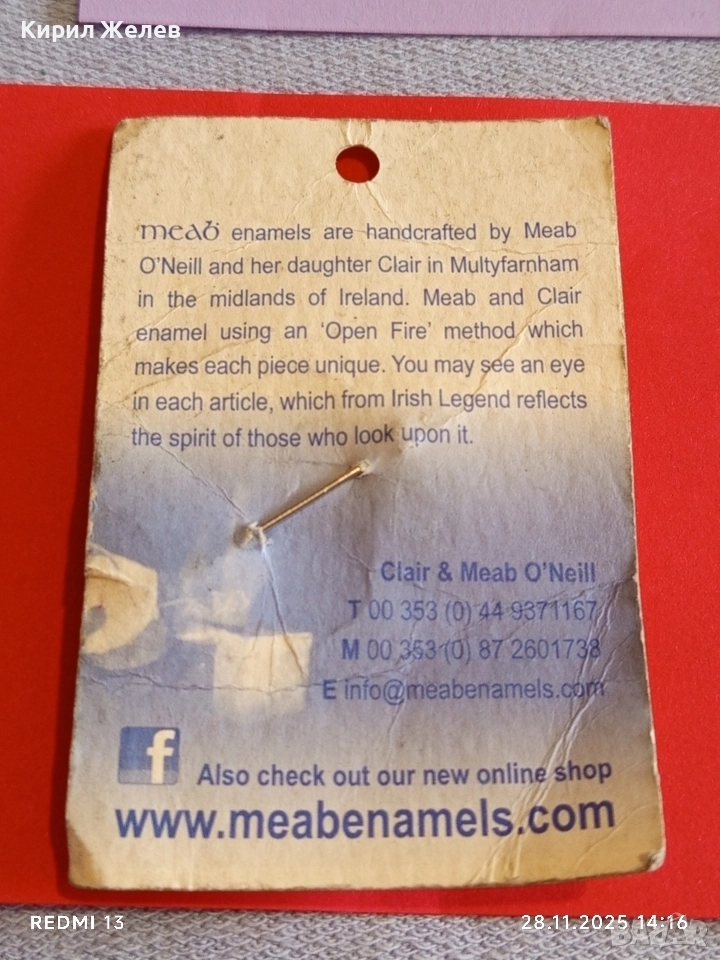 Кирил Желев
meab enamels are handcrafted by Meab
O'Neill and her daughter Clair in Multyfarnham
in the midlands of Ireland. Meab and Clair
enamel using an 'Open Fire' method which
makes each piece unique. You may see an eye
in each article, which from Irish Legend reflects
the spirit of those who look upon it.
Clair & Meab O'Neill
T 00 353 (0) 44 9371167
M 00 353 (0) 87 2601738
E info@meabenamels.com
f
Also check out our new online shop
www.meabenamels.com
REDMI 13
28.11.2025 14:16
BAZAR